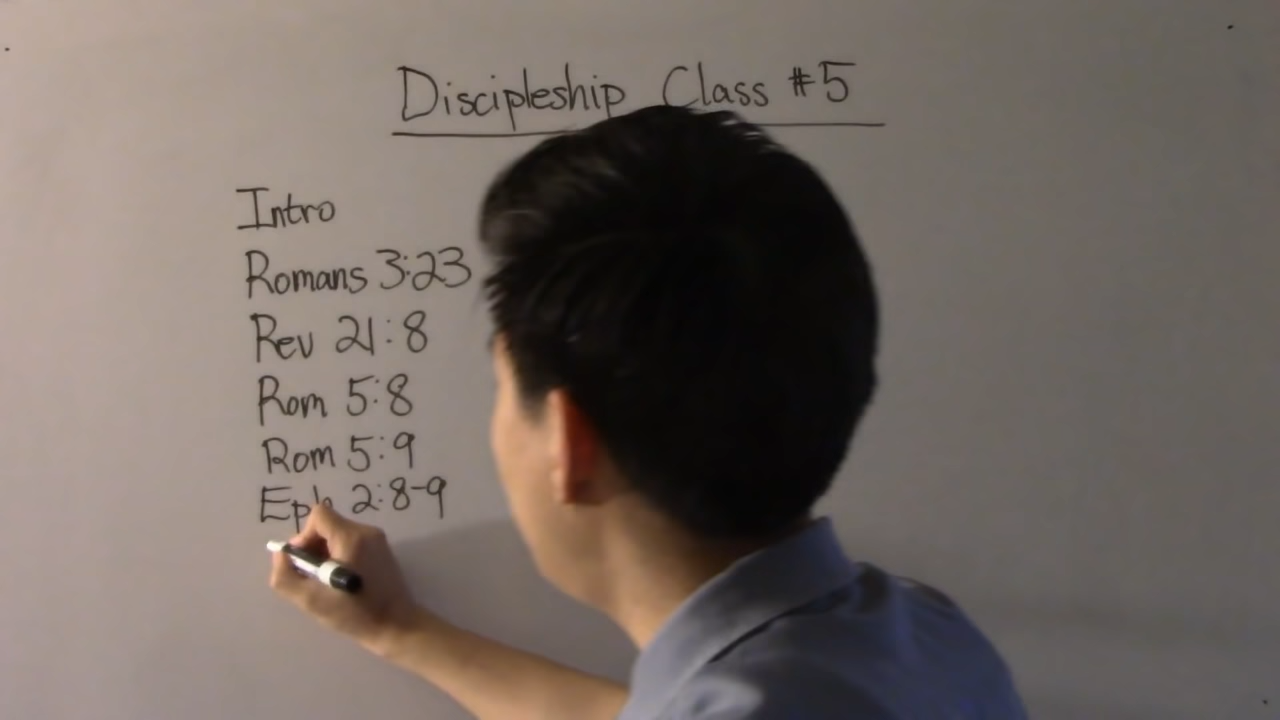 Discipleship Class #5
Intro
Romans 3:23
Rev 21:8
Rom 5:8
Rom 5:9
Eph 2:8-9